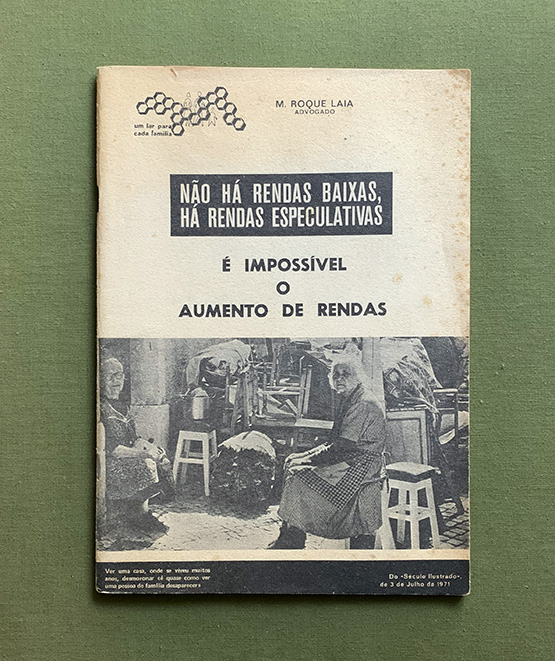 um lar para
cada família
M. ROQUE LAIA
ADVOGADO
NÃO HÁ RENDAS BAIXAS,
HÁ RENDAS ESPECULATIVAS
É IMPOSSÍVEL
O
AUMENTO DE RENDAS
Ver uma casa, onde se viveu muitos
anos, desmoronar «é quase como ver
uma pessoa de família desaparecer»
Do «Século Ilustrado»,
de 3 de Julho da 1971